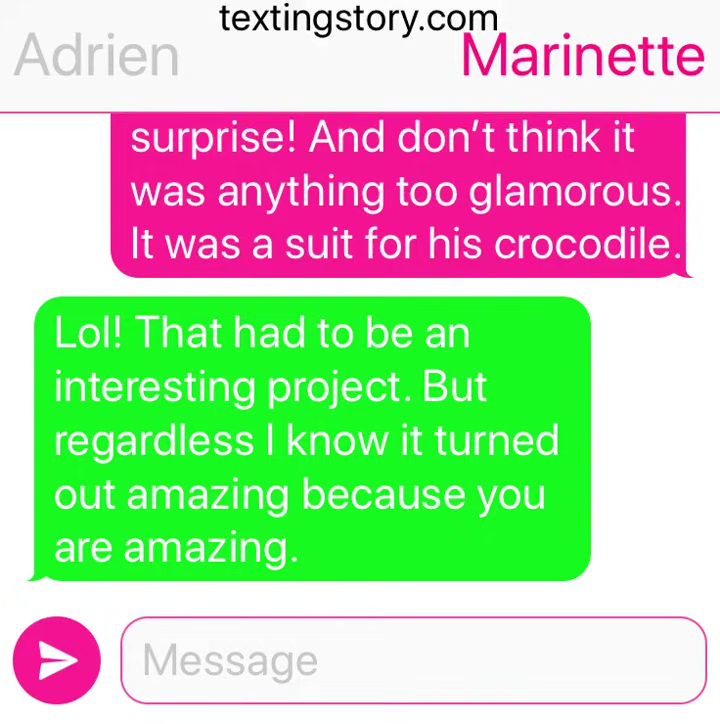 textingstory.com
Adrien
Marinette
surprise! And don’t think it
was anything too glamorous.
It was a suit for his crocodile.
Lol! That had to be an
interesting project. But
regardless I know it turned
out amazing because you
are amazing.
Message